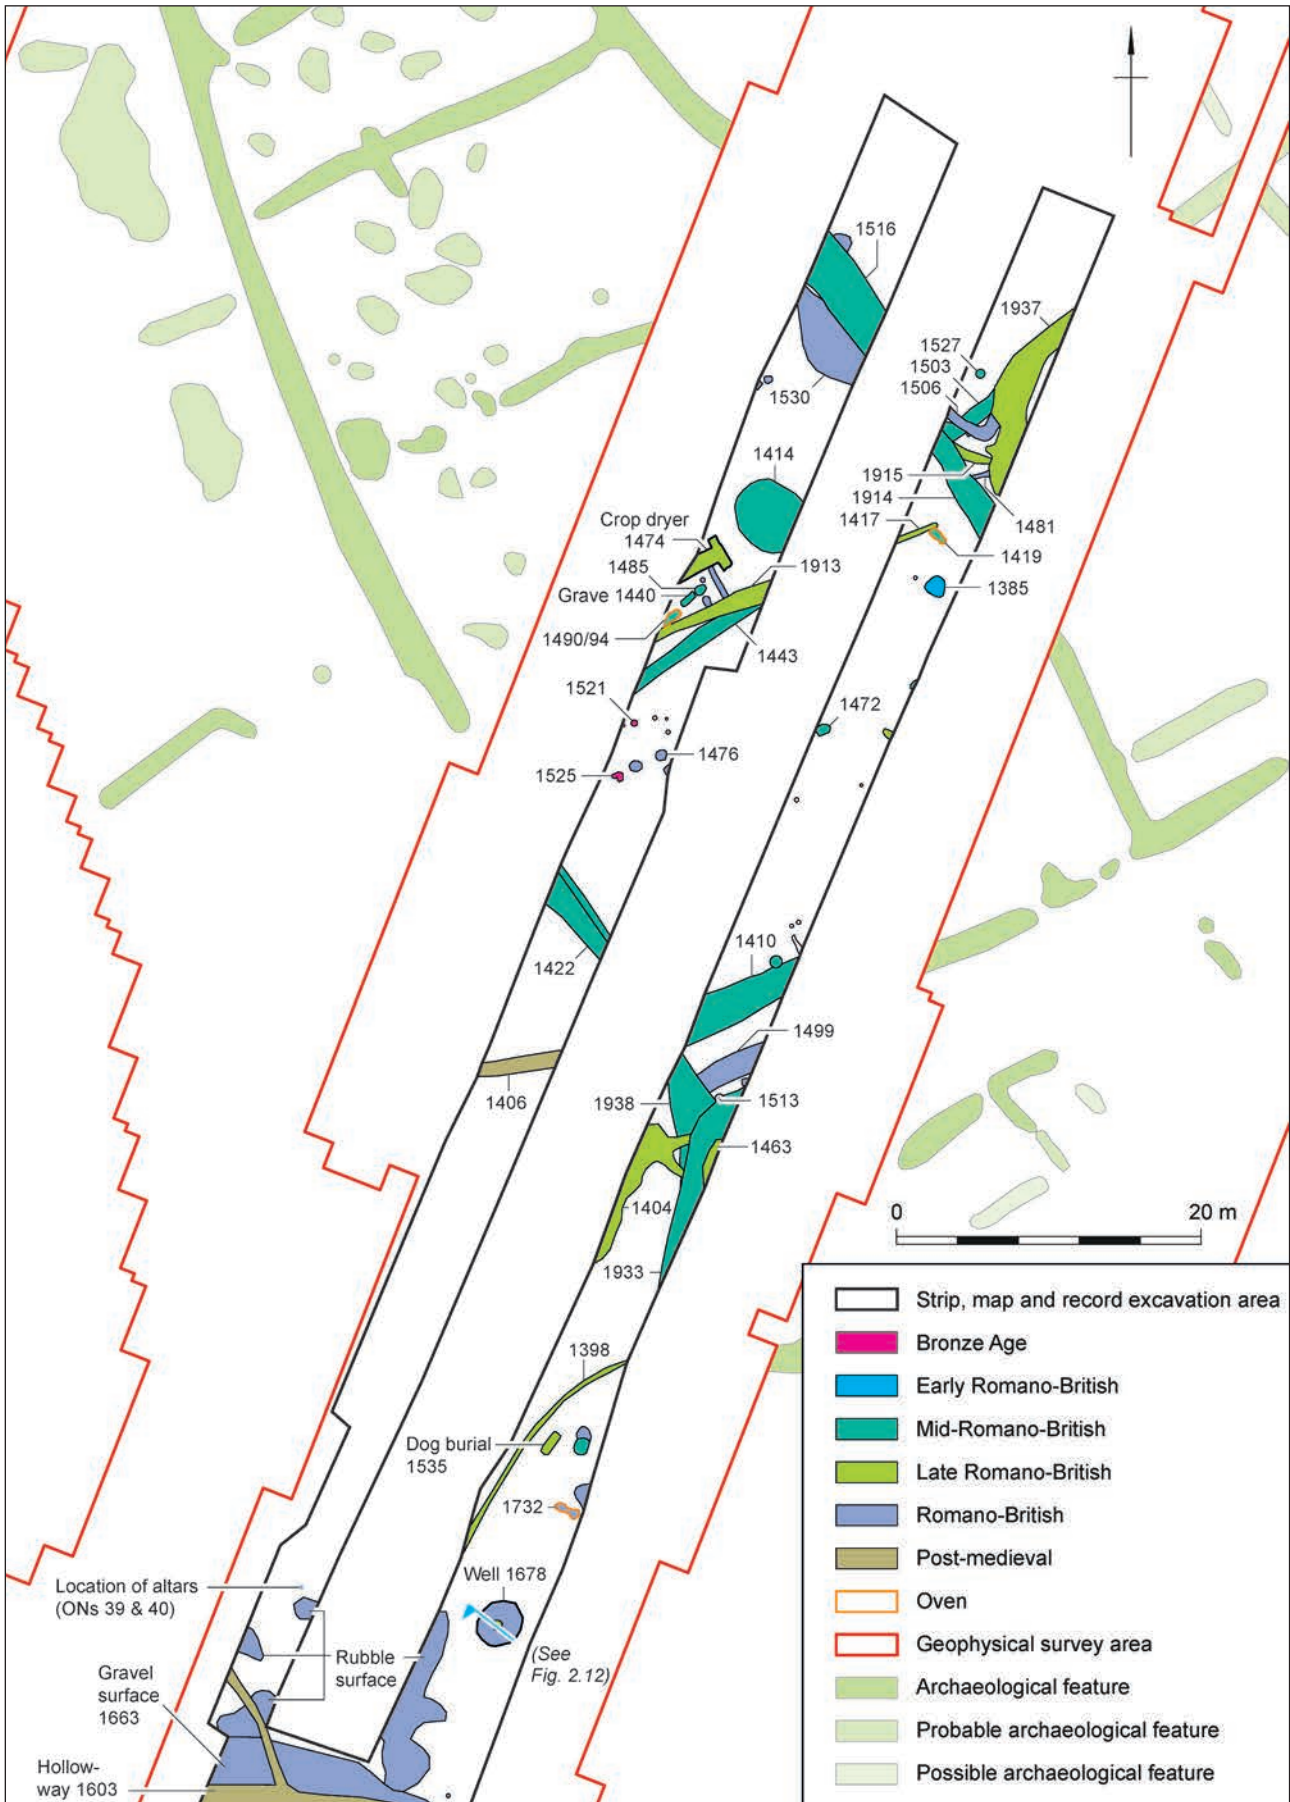 1516
1937
1527
1503
1506
1530
1414
1915
1914
1417
1481
1419
1385
Crop dryer
1474
1485
Grave 1440
1913
1490/94
1443
1521
1472
1476
1525
1410
1422
1499
1406
1938
1513
1463
1404
0
20 m
1933
1398
Dog burial
1535
1732
Well 1678
(See
Fig. 2.12)
Location of altars
(ONs 39 & 40)
Rubble
surface
Gravel
surface
1663
Hollow-
way 1603
Strip, map and record excavation area
Bronze Age
Early Romano-British
Mid-Romano-British
Late Romano-British
Romano-British
Post-medieval
Oven
Geophysical survey area
Archaeological feature
Probable archaeological feature
Possible archaeological feature